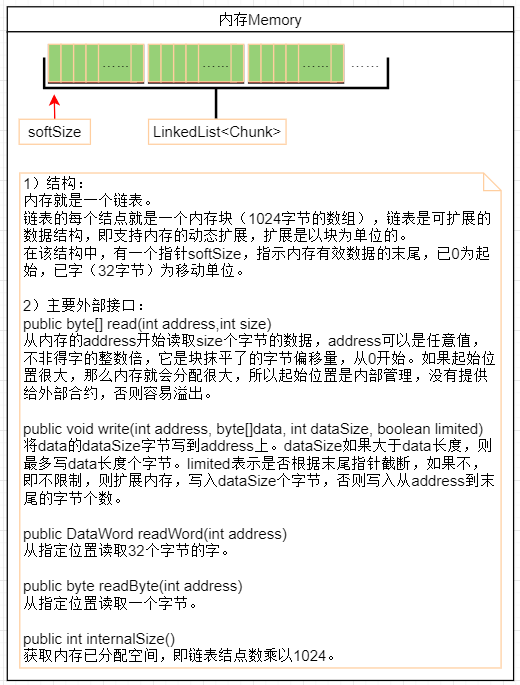 内存Memory
…… …… …… ……
softSize LinkedList<Chunk>
1）结构：
内存就是一个链表。
链表的每个结点就是一个内存块（1024字节的数组），链表是可扩展的
数据结构，即支持内存的动态扩展，扩展是以块为单位的。
在该结构中，有一个指针softSize，指示内存有效数据的末尾，已0为起
始，已字（32字节）为移动单位。
2）主要外部接口：
public byte[] read(int address,int size)
从内存的address开始读取size个字节的数据，address可以是任意值，
不非得字的整数倍，它是块抹平了的字节偏移量，从0开始。如果起始位
置很大，那么内存就会分配很大，所以起始位置是内部管理，没有提供
给外部合约，否则容易溢出。
public void write(int address, byte[]data, int dataSize, boolean limited)
将data的dataSize字节写到address上。dataSize如果大于data长度，则
最多写data长度个字节。limited表示是否根据末尾指针截断，如果不，
即不限制，则扩展内存，写入dataSize个字节，否则写入从address到末
尾的字节个数。
public DataWord readWord(int address)
从指定位置读取32个字节的字。
public byte readByte(int address)
从指定位置读取一个字节。
public int internalSize()
获取内存已分配空间，即链表结点数乘以1024。